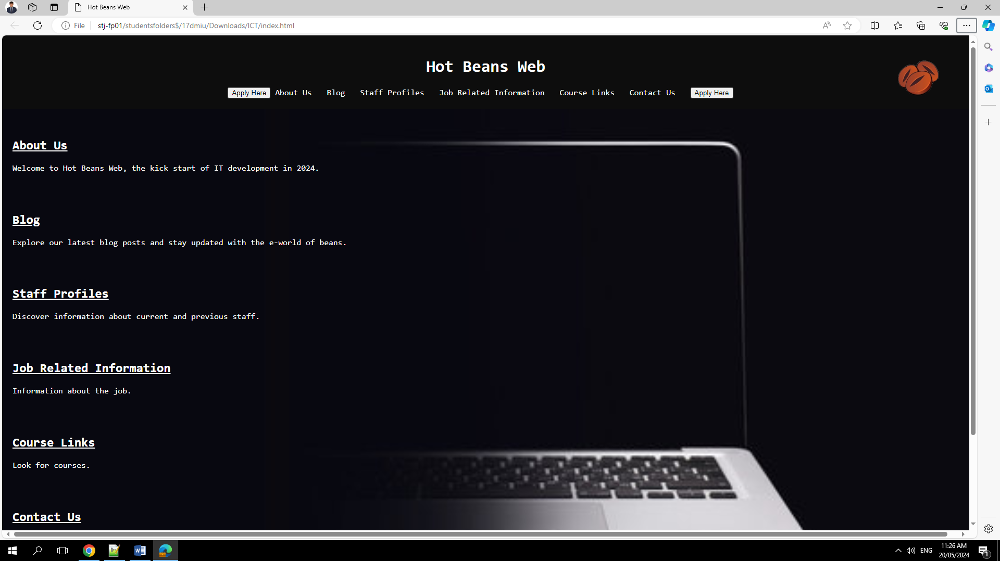 Hot Beans Web
File
stj-fp01/studentsfolders$/17dmiu/Downloads/ICT/index.html
Hot Beans Web
Apply Here About Us Blog Staff Profiles Job Related Information Course Links Contact Us Apply Here
About Us
Welcome to Hot Beans Web, the kick start of IT development in 2024.
Blog
Explore our latest blog posts and stay updated with the e-world of beans.
Staff Profiles
Discover information about current and previous staff.
Job Related Information
Information about the job.
Course Links
Look for courses.
Contact Us
ENG
11:26 AM
20/05/2024
1